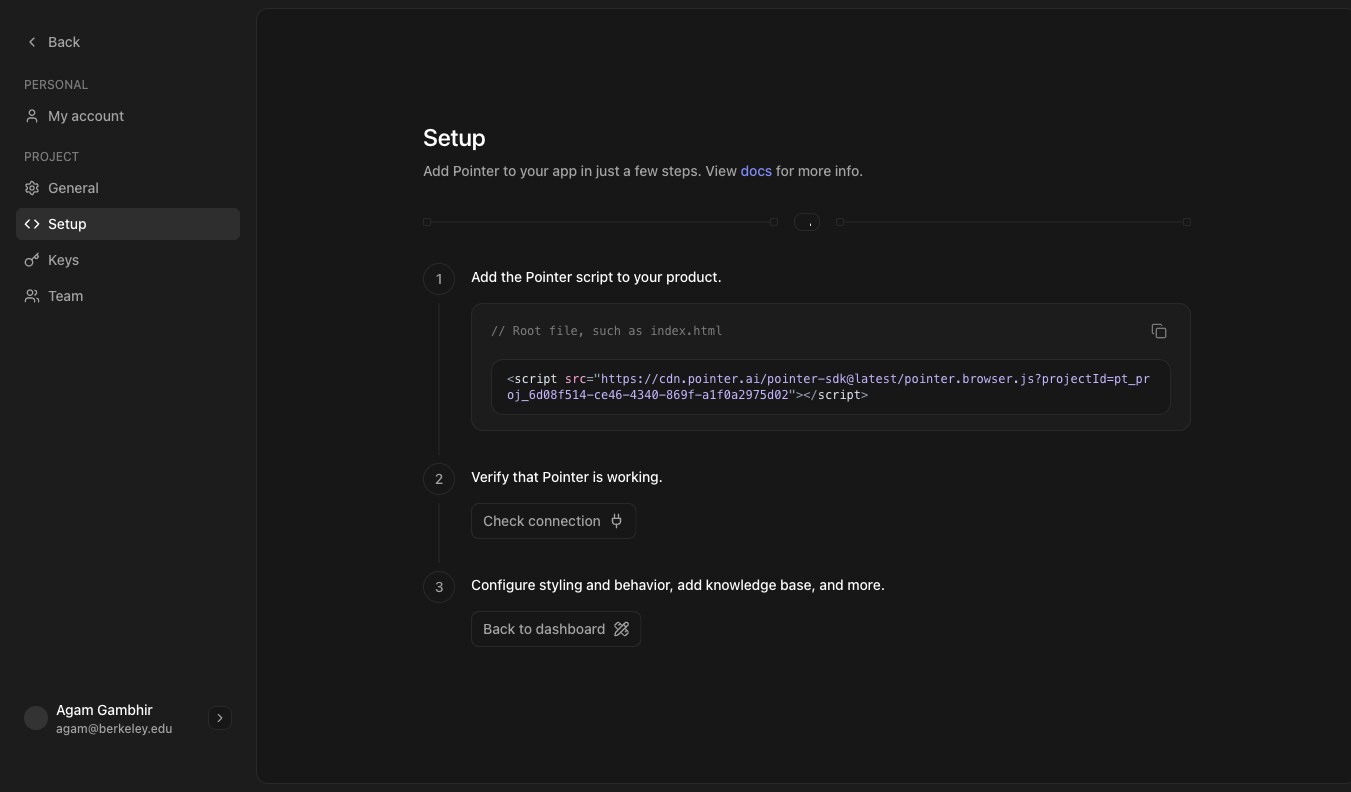 Back
PERSONAL
My account
PROJECT
General
Setup
Keys
Team
Agam Gambhir
agam@berkeley.edu
Setup
Add Pointer to your app in just a few steps. View docs for more info.
1
Add the Pointer script to your product.
// Root file, such as index.html
<script src="https://cdn.pointer.ai/pointer-sdk@latest/pointer.browser.js?projectId=pt_pr
oj_6d08f514-ce46-4340-869f-a1f0a2975d02"></script>
2
Verify that Pointer is working.
Check connection
3
Configure styling and behavior, add knowledge base, and more.
Back to dashboard